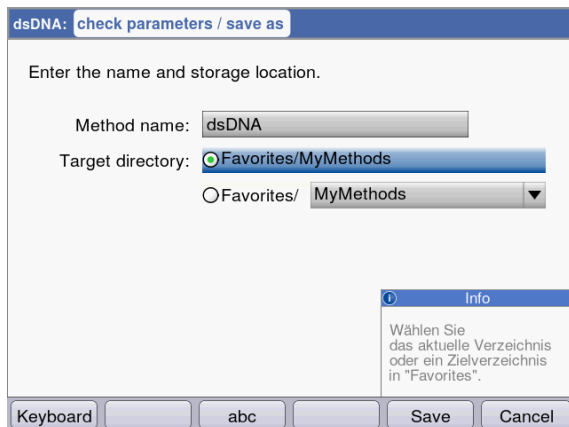 dsDNA: check parameters / save as
Enter the name and storage location.
Method name: dsDNA
Target directory: Favorites/MyMethods
Favorites/ MyMethods
Info
Wählen Sie
das aktuelle Verzeichnis
oder ein Zielverzeichnis
in "Favorites".
Keyboard abc Save Cancel